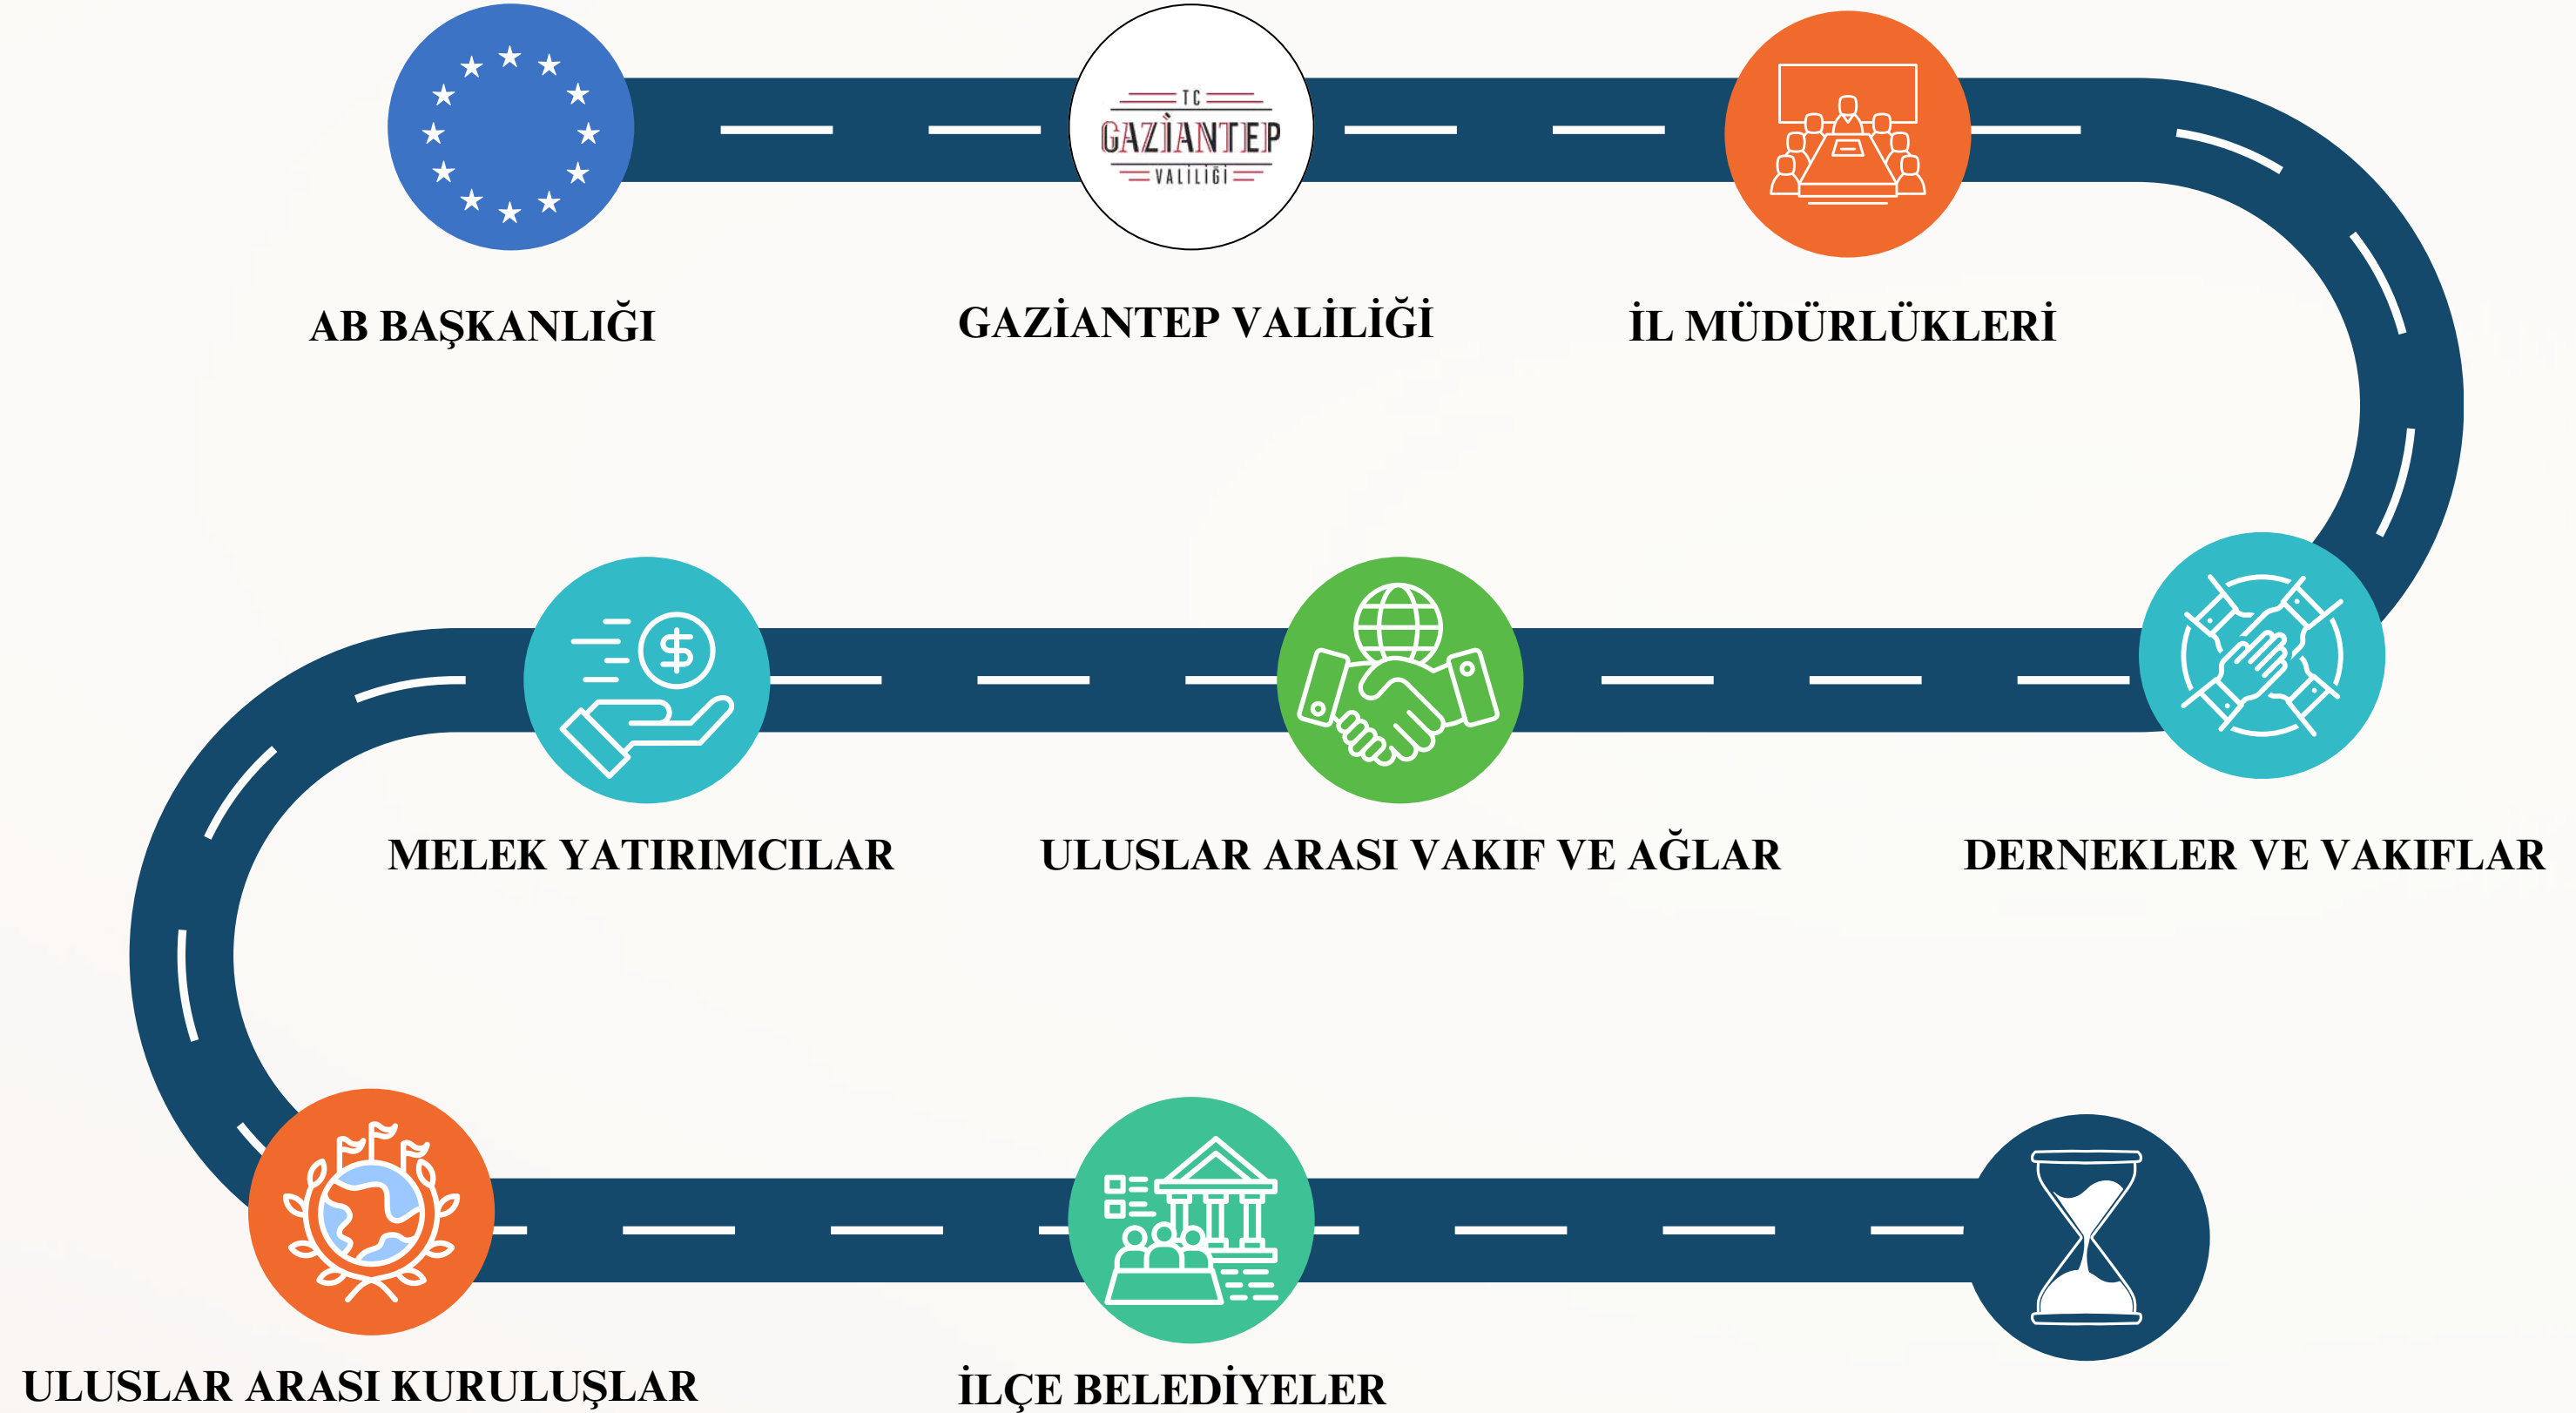 TC
GAZİANTEP
VALİLİĞİ
AB BAŞKANLIĞI
GAZİANTEP VALİLİĞİ
İL MÜDÜRLÜKLERİ
MELEK YATIRIMCILAR
ULUSLAR ARASI VAKIF VE AĞLAR
DERNEKLER VE VAKIFLAR
ULUSLAR ARASI KURULUŞLAR
İLÇE BELEDİYELER